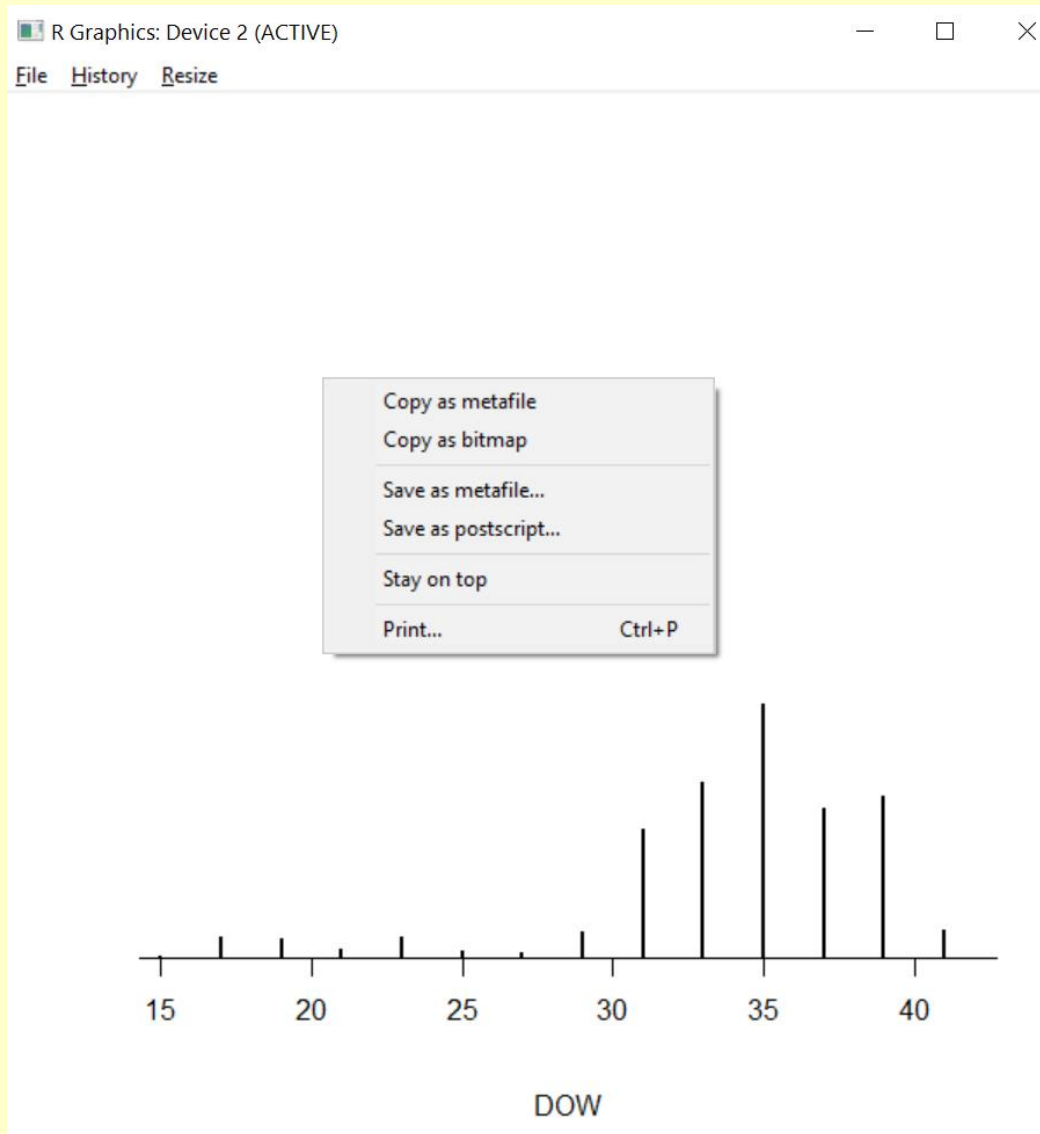 R Graphics: Device 2 (ACTIVE)
File History Resize
Copy as metafile
Copy as bitmap
Save as metafile...
Save as postscript...
Stay on top
Print... Ctrl+P
15 20 25 30 35 40
DOW